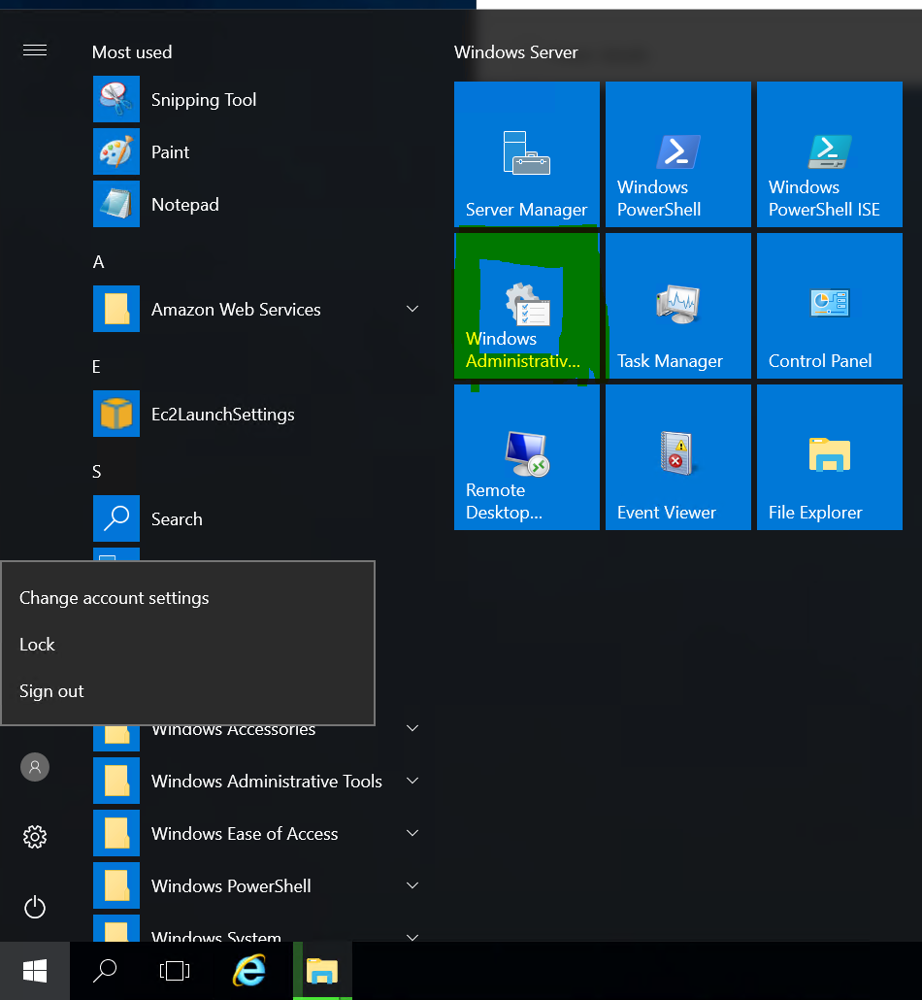 Most used
Snipping Tool
Paint
Notepad
A
Amazon Web Services
E
Ec2LaunchSettings
S
Search
Change account settings
Lock
Sign out
Windows Accessories
Windows Administrative Tools
Windows Ease of Access
Windows PowerShell
Windows System
Windows Server
Server Manager
Windows
PowerShell
Windows
PowerShell ISE
Windows
Administrativ...
Task Manager
Control Panel
Remote
Desktop...
Event Viewer
File Explorer